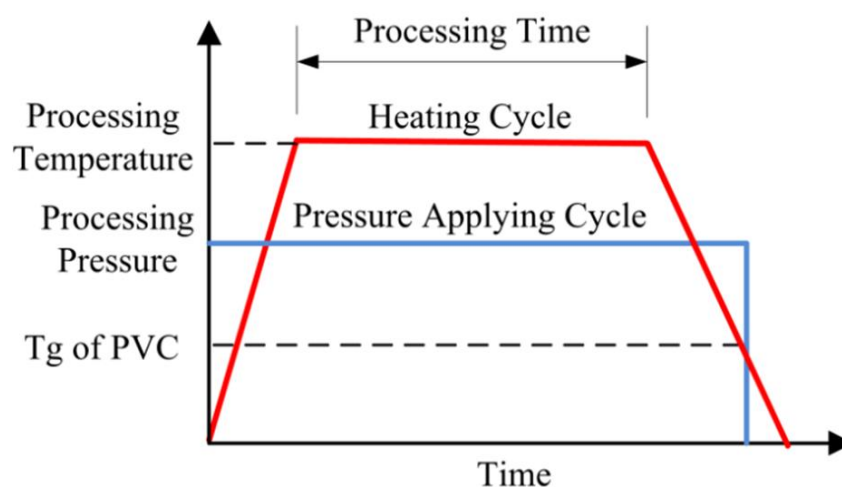 Processing Time
Processing
Temperature
Heating Cycle
Processing
Pressure
Pressure Applying Cycle
Tg of PVC
Time